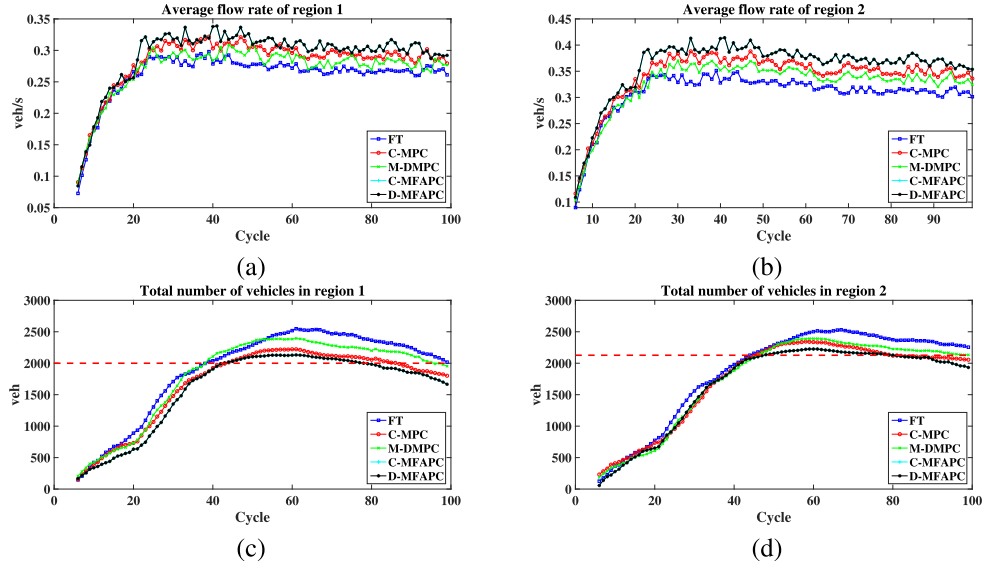 Average flow rate of region 1
veh/s
0.35
0.3
0.25
0.2
0.15
0.1
0.05
0 20 40 60 80 100
Cycle
FT
C-MPC
M-DMPC
C-MFAPC
D-MFAPC
(a)
Average flow rate of region 2
veh/s
0.45
0.4
0.35
0.3
0.25
0.2
0.15
0.1
10 20 30 40 50 60 70 80 90
Cycle
FT
C-MPC
M-DMPC
C-MFAPC
D-MFAPC
(b)
Total number of vehicles in region 1
veh
3000
2500
2000
1500
1000
500
0
0 20 40 60 80 100
Cycle
FT
C-MPC
M-DMPC
C-MFAPC
D-MFAPC
(c)
Total number of vehicles in region 2
veh
3000
2500
2000
1500
1000
500
0
0 20 40 60 80 100
Cycle
FT
C-MPC
M-DMPC
C-MFAPC
D-MFAPC
(d)